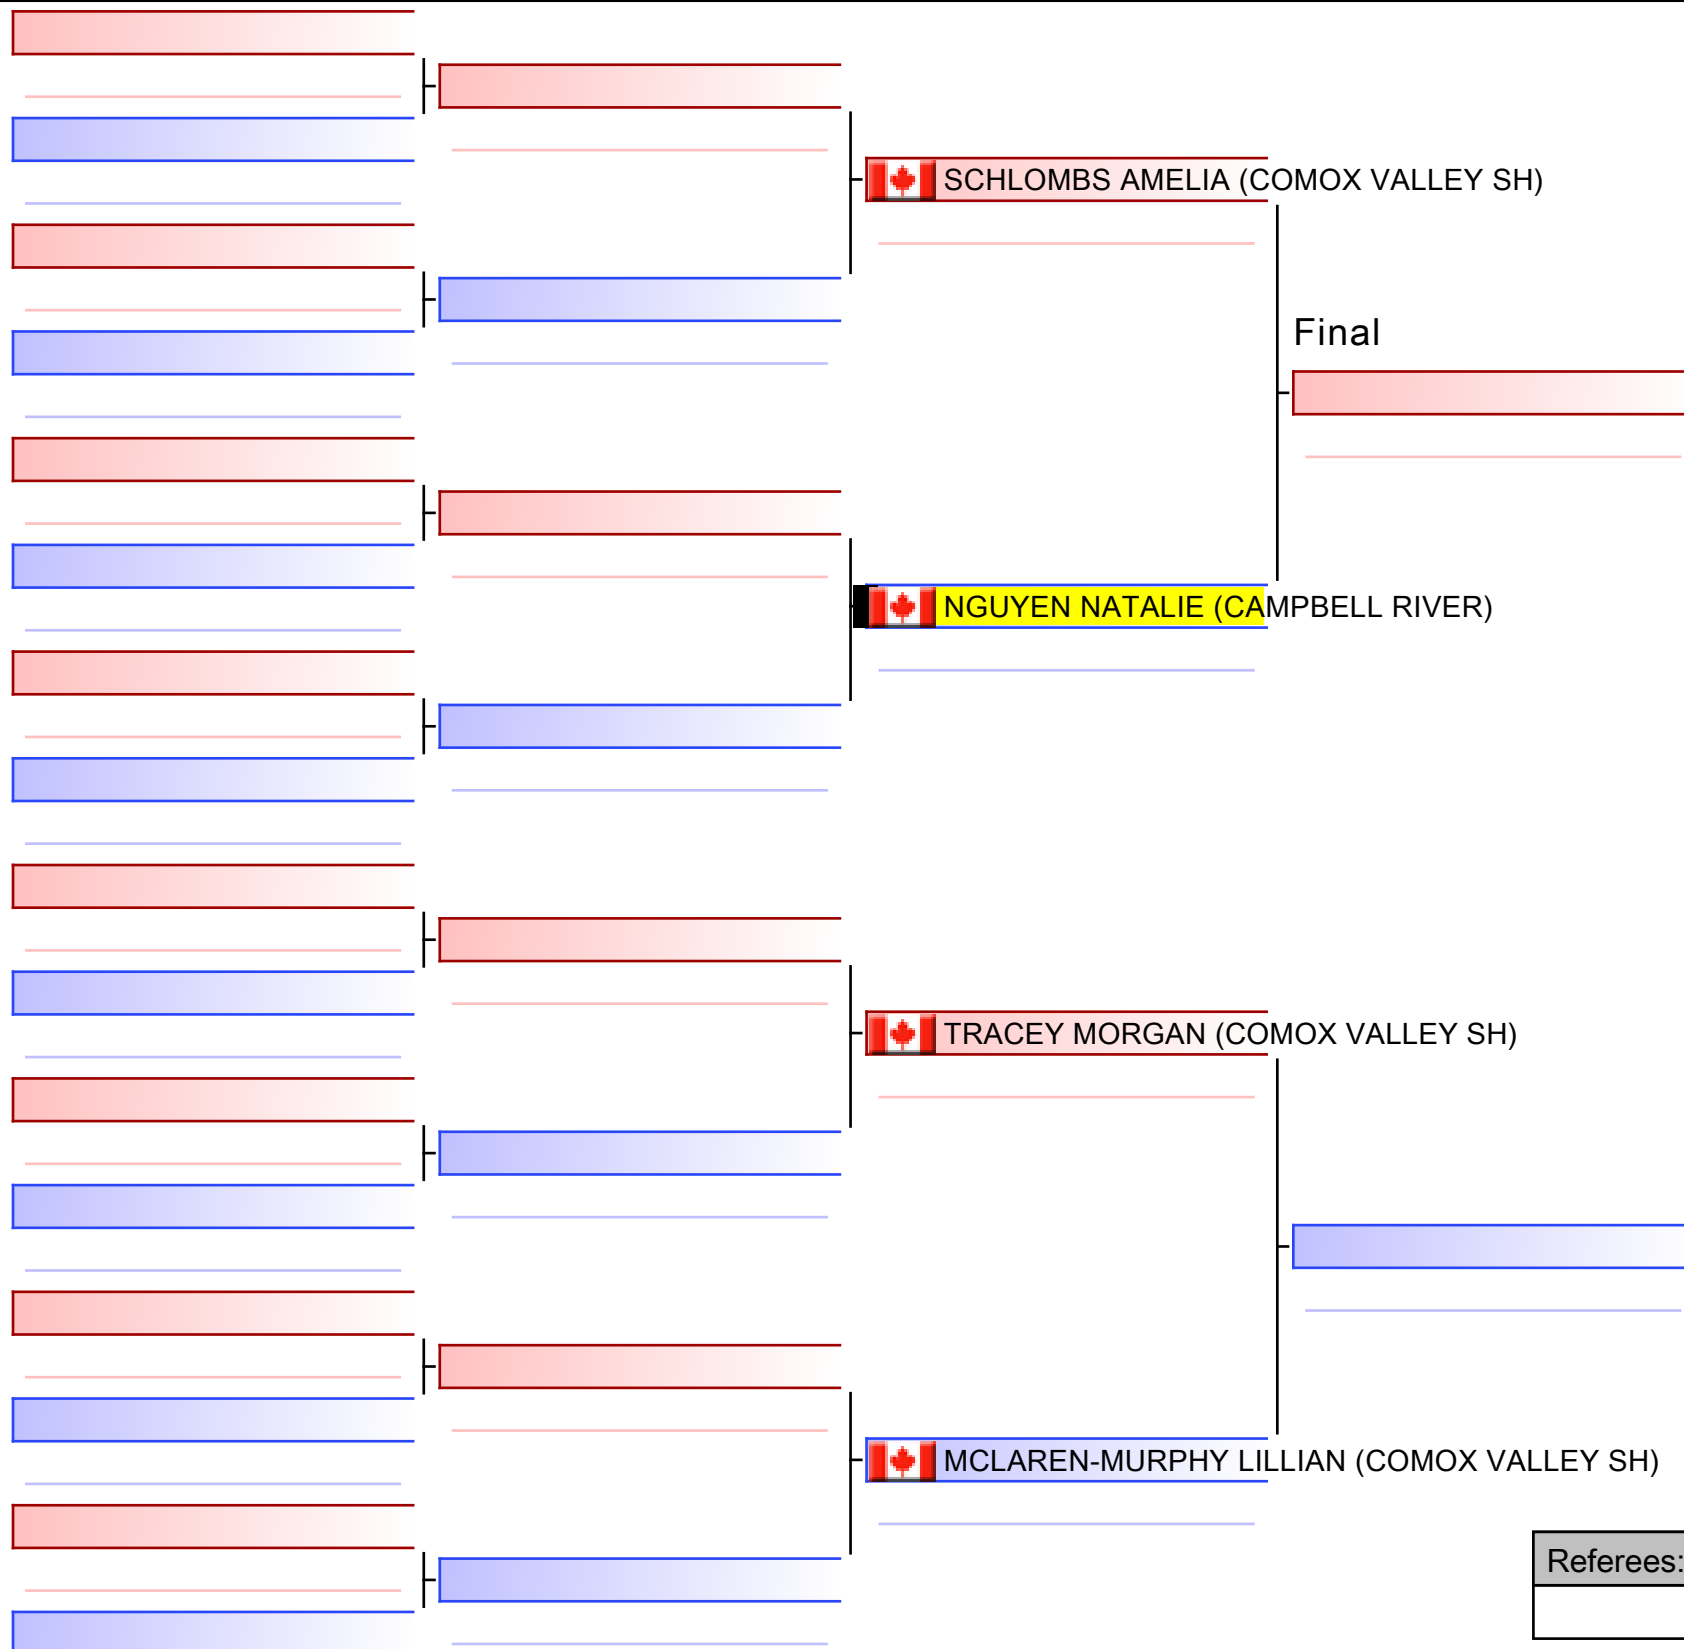 SCHLOMBS AMELIA (COMOX VALLEY SH)
Final
NGUYEN NATALIE (CAMPBELL RIVER)
TRACEY MORGAN (COMOX VALLEY SH)
MCLAREN-MURPHY LILLIAN (COMOX VALLEY SH)
Referees: